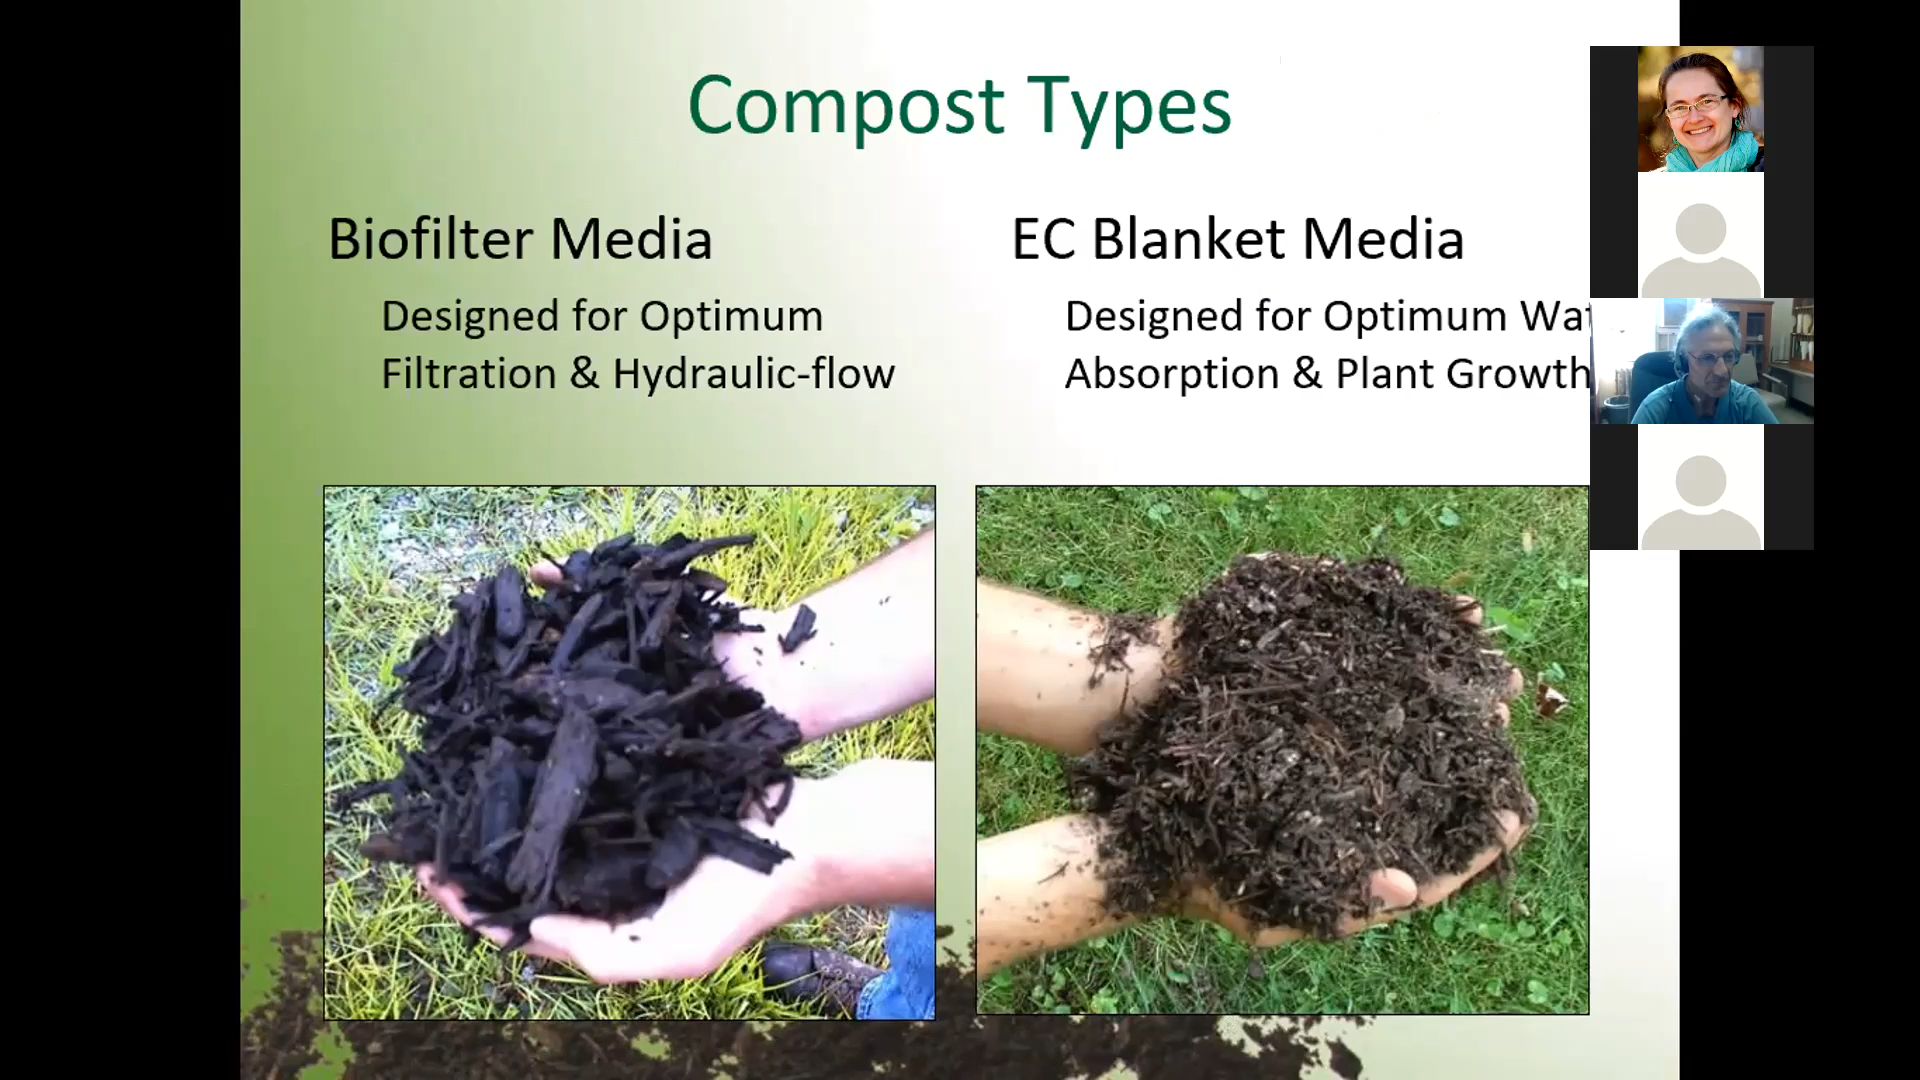 Compost Types
Biofilter Media
Designed for Optimum
Filtration & Hydraulic-flow
EC Blanket Media
Designed for Optimum
Absorption & Plant Growth